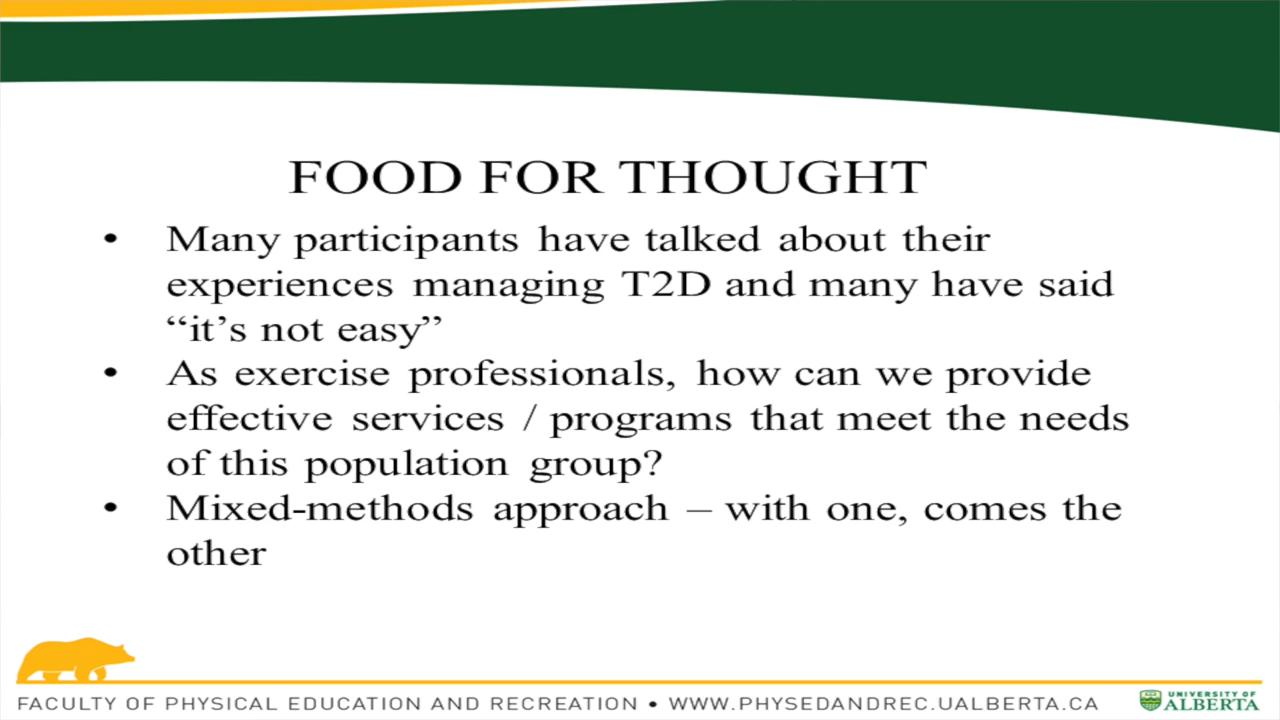 FOOD FOR THOUGHT
• Many participants have talked about their
experiences managing T2D and many have said
“it’s not easy”
• As exercise professionals, how can we provide
effective services / programs that meet the needs
of this population group?
• Mixed-methods approach – with one, comes the
other
FACULTY OF PHYSICAL EDUCATION AND RECREATION • WWW.PHYSEDANDREC.UALBERTA.CA
UNIVERSITY OF
ALBERTA